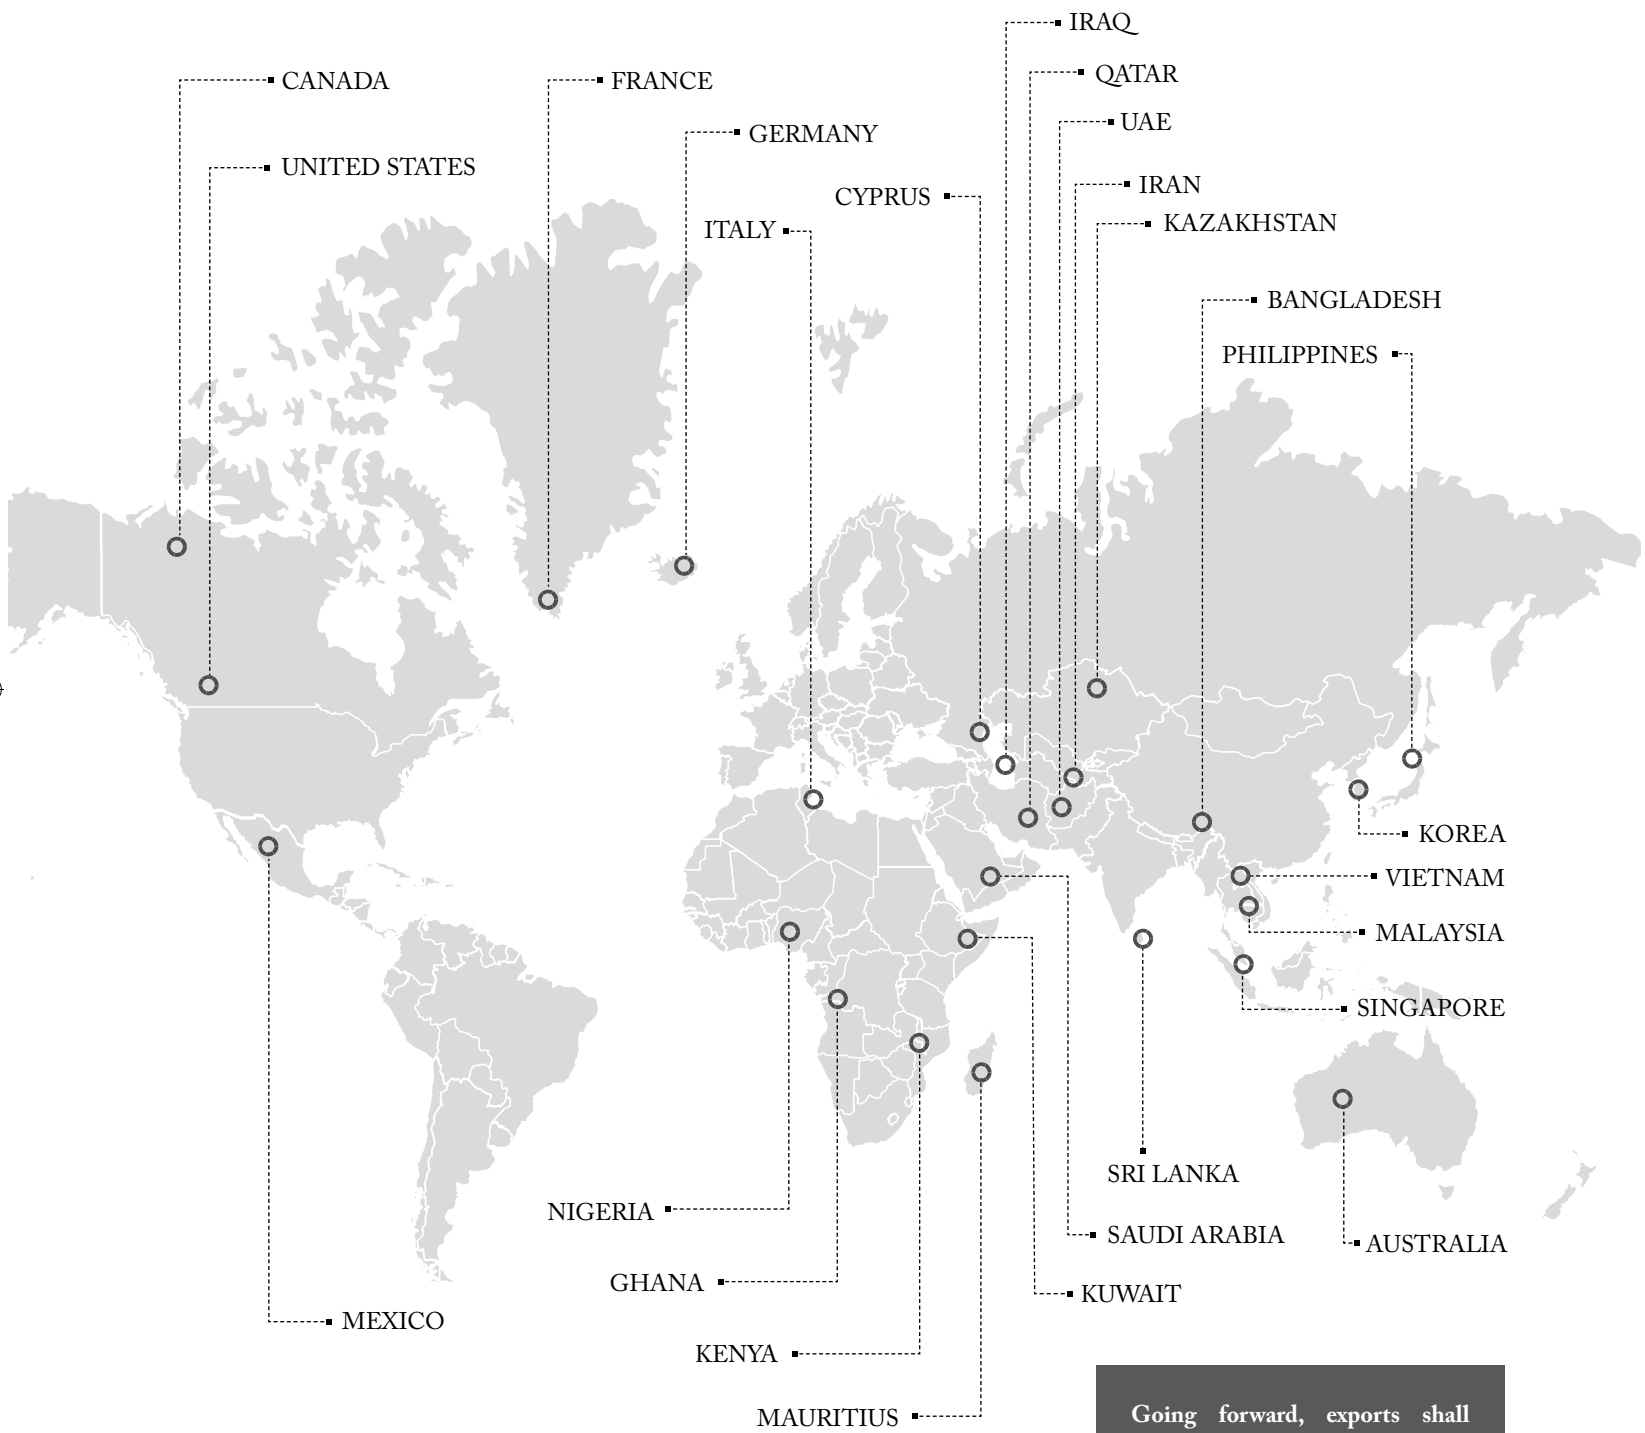 IRAQ
QATAR
CANADA
FRANCE
UAE
GERMANY
UNITED STATES
IRAN
CYPRUS
KAZAKHSTAN
ITALY
BANGLADESH
PHILIPPINES
KOREA
VIETNAM
MALAYSIA
SINGAPORE
SRI LANKA
NIGERIA
SAUDI ARABIA
AUSTRALIA
GHANA
KUWAIT
MEXICO
KENYA
MAURITIUS
Going forward, exports shall